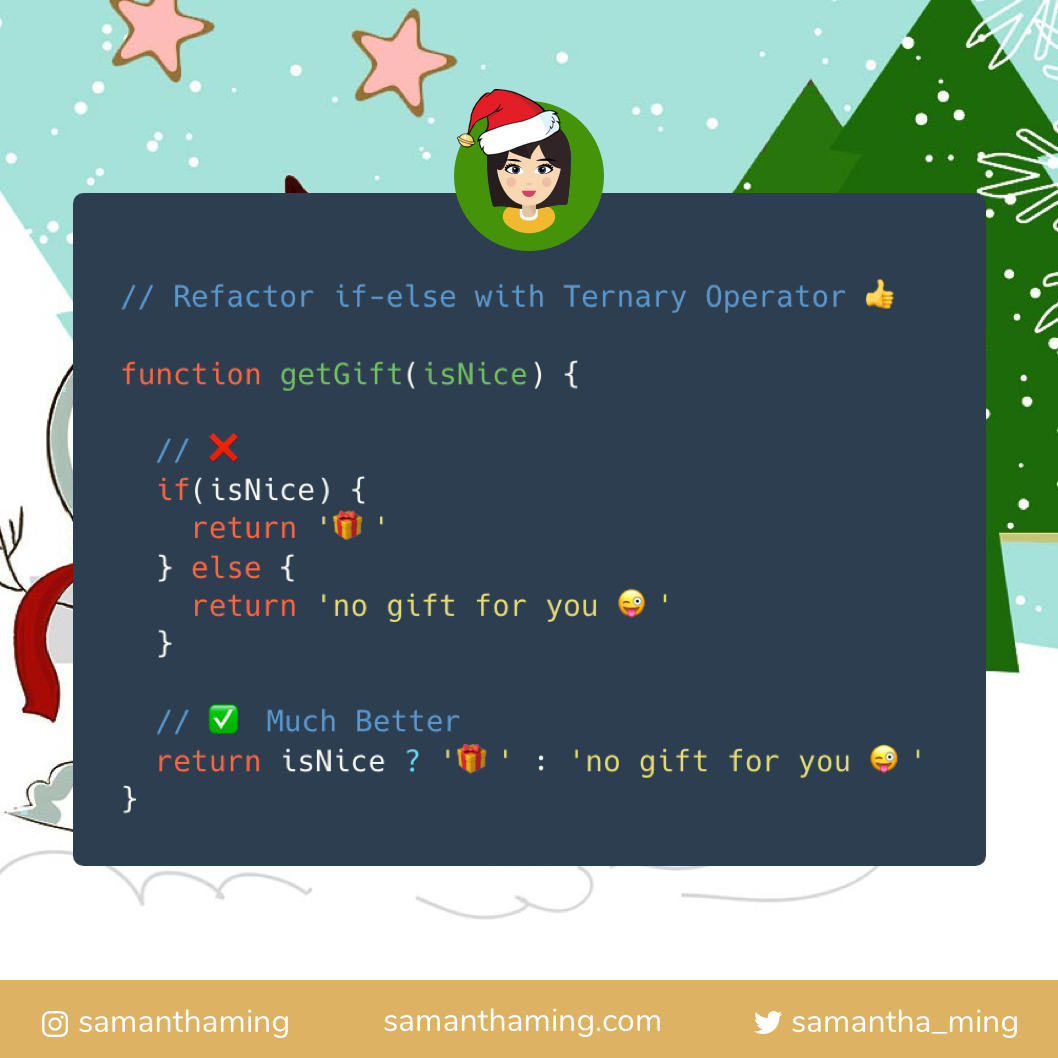 // Refactor if-else with Ternary Operator 👍
function getGift(isNice) {
// ❌
if(isNice) {
return '🎁 '
} else {
return 'no gift for you 😜 '
}
// ✅ Much Better
return isNice ? '🎁 ' : 'no gift for you 😜 '
}
samanthaming
samanthaming.com
samantha_ming